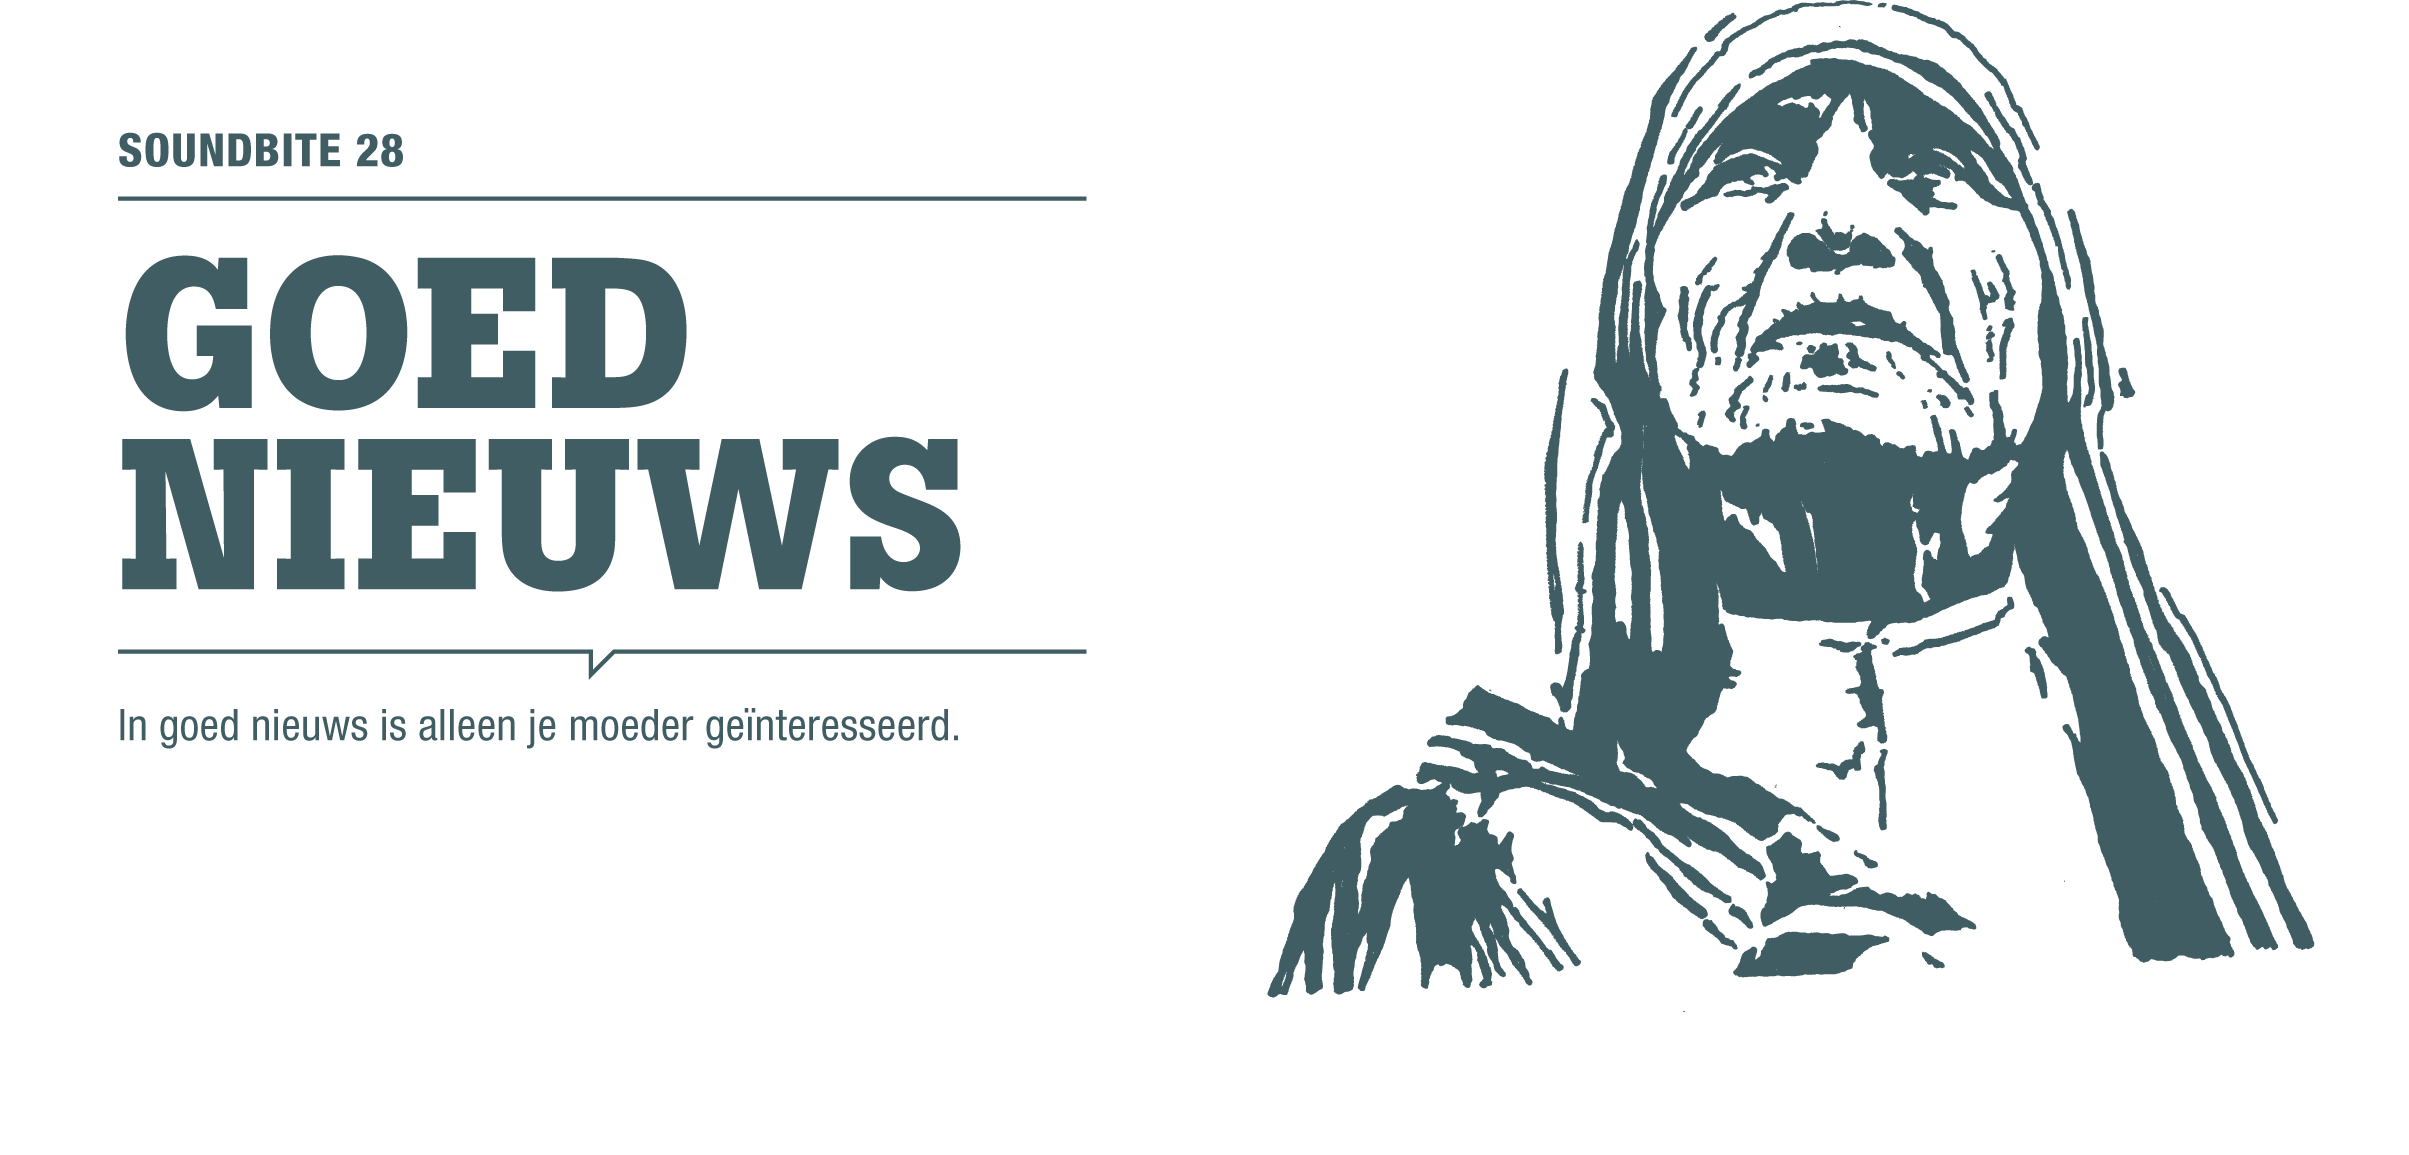 SOUNDBITE 28
GOED
NIEUWS
In goed nieuws is alleen je moeder geïnteresseerd.